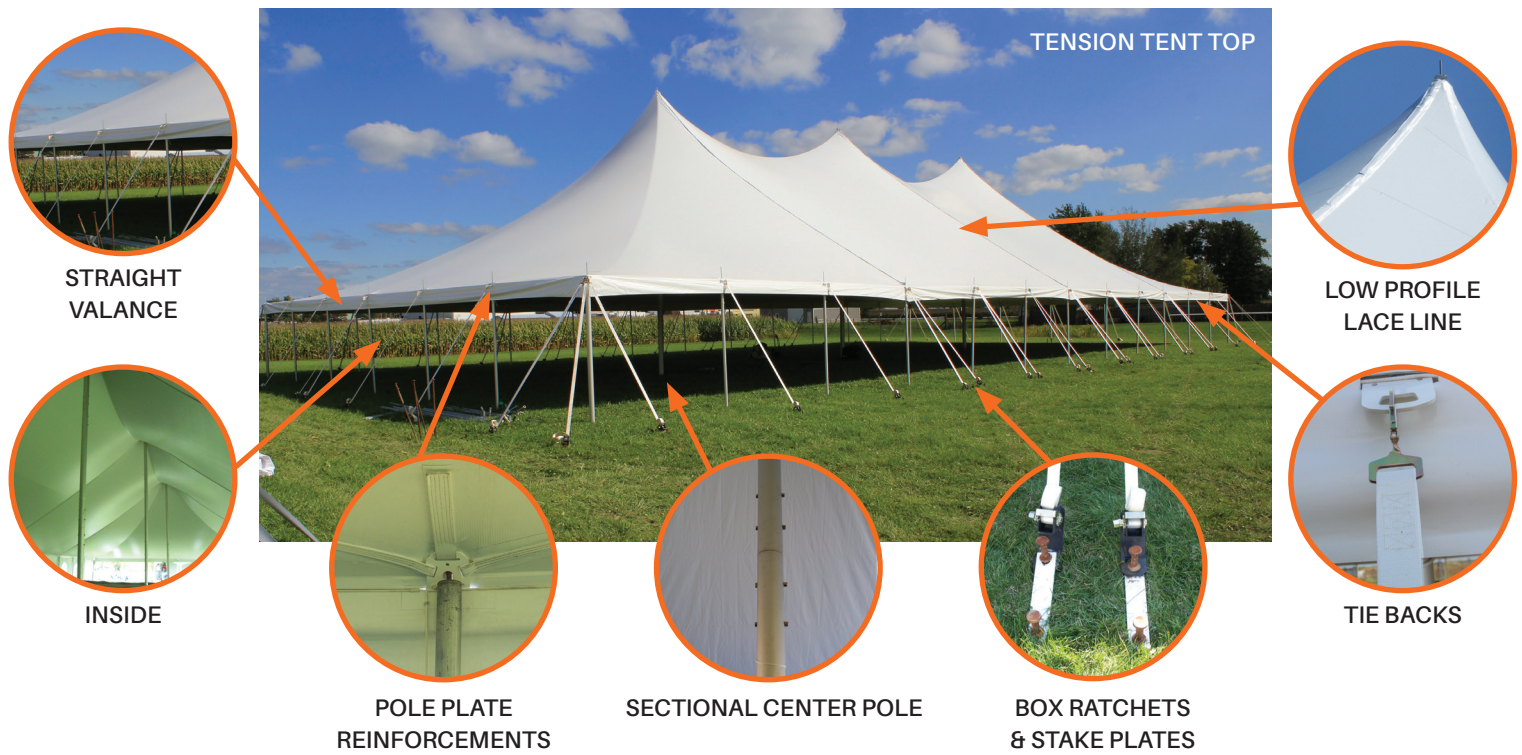 TENSION TENT TOP
STRAIGHT
VALANCE
LOW PROFILE
LACE LINE
INSIDE
TIE BACKS
POLE PLATE
REINFORCEMENTS
SECTIONAL CENTER POLE
BOX RATCHETS
& STAKE PLATES